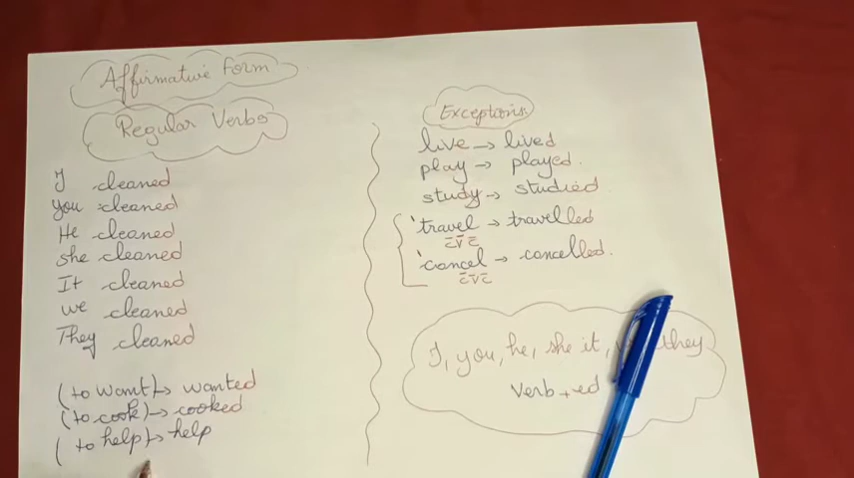 Affirmative Form
Regular Verbs
I cleaned
you cleaned
He cleaned
she cleaned
It cleaned
we cleaned
They cleaned
(to want) → wanted
(to cook) → cooked
( to help) → help
Exceptions
live → lived
play → played.
study → studied
'travel → travelled
c v c
'cancel → cancelled.
c v c
I, you, he, she it, they
Verb + ed